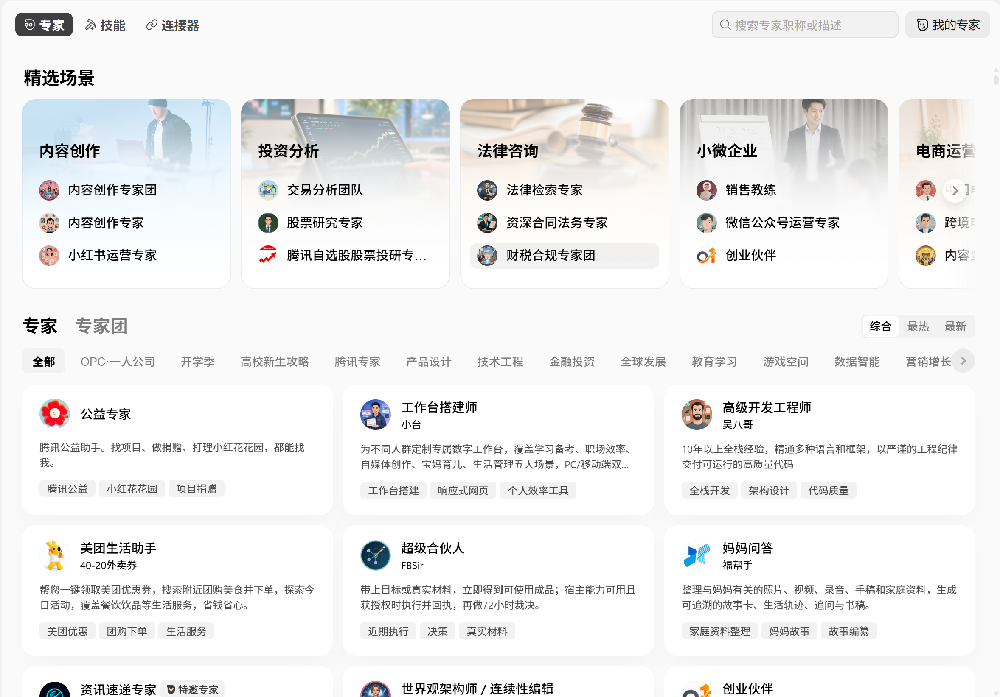 专家
技能
连接器
搜索专家职称或描述
我的专家
精选场景
内容创作
内容创作专家团
内容创作专家
小红书运营专家
投资分析
交易分析团队
股票研究专家
腾讯自选股股票投研专...
法律咨询
法律检索专家
资深合同法务专家
财税合规专家团
小微企业
销售教练
微信公众号运营专家
创业伙伴
电商运营
跨境
内容
专家
专家团
综合
最热
最新
全部
OPC·一人公司
开学季
高校新生攻略
腾讯专家
产品设计
技术工程
金融投资
全球发展
教育学习
游戏空间
数据智能
营销增长
公益专家
腾讯公益助手。找项目、做捐赠、打理小红花花园，都能找
我。
腾讯公益
小红花花园
项目捐赠
工作台搭建师
小台
为不同人群定制专属数字工作台，覆盖学习备考、职场效率、
自媒体创作、宝妈育儿、生活管理五大场景，PC/移动端双...
工作台搭建
响应式网页
个人效率工具
高级开发工程师
吴八哥
10年以上全栈经验，精通多种语言和框架，以严谨的工程纪律
交付可运行的高质量代码
全栈开发
架构设计
代码质量
美团生活助手
40-20外卖券
帮您一键领取美团优惠券，搜索附近团购美食并下单，探索今
日活动，覆盖餐饮饮品等生活服务，省钱省心。
美团优惠
团购下单
生活服务
超级合伙人
FBSir
带上目标或真实材料，立即得到可使用成品；宿主能力可用且
获授权时执行并回执，再做72小时裁决。
近期执行
决策
真实材料
妈妈问答
福帮手
整理与妈妈有关的照片、视频、录音、手稿和家庭资料，生成
可追溯的故事卡、生活轨迹、追问与书稿。
家庭资料整理
妈妈故事
故事编纂
资讯速递专家
特邀专家
世界观架构师 / 连续性编辑
创业伙伴